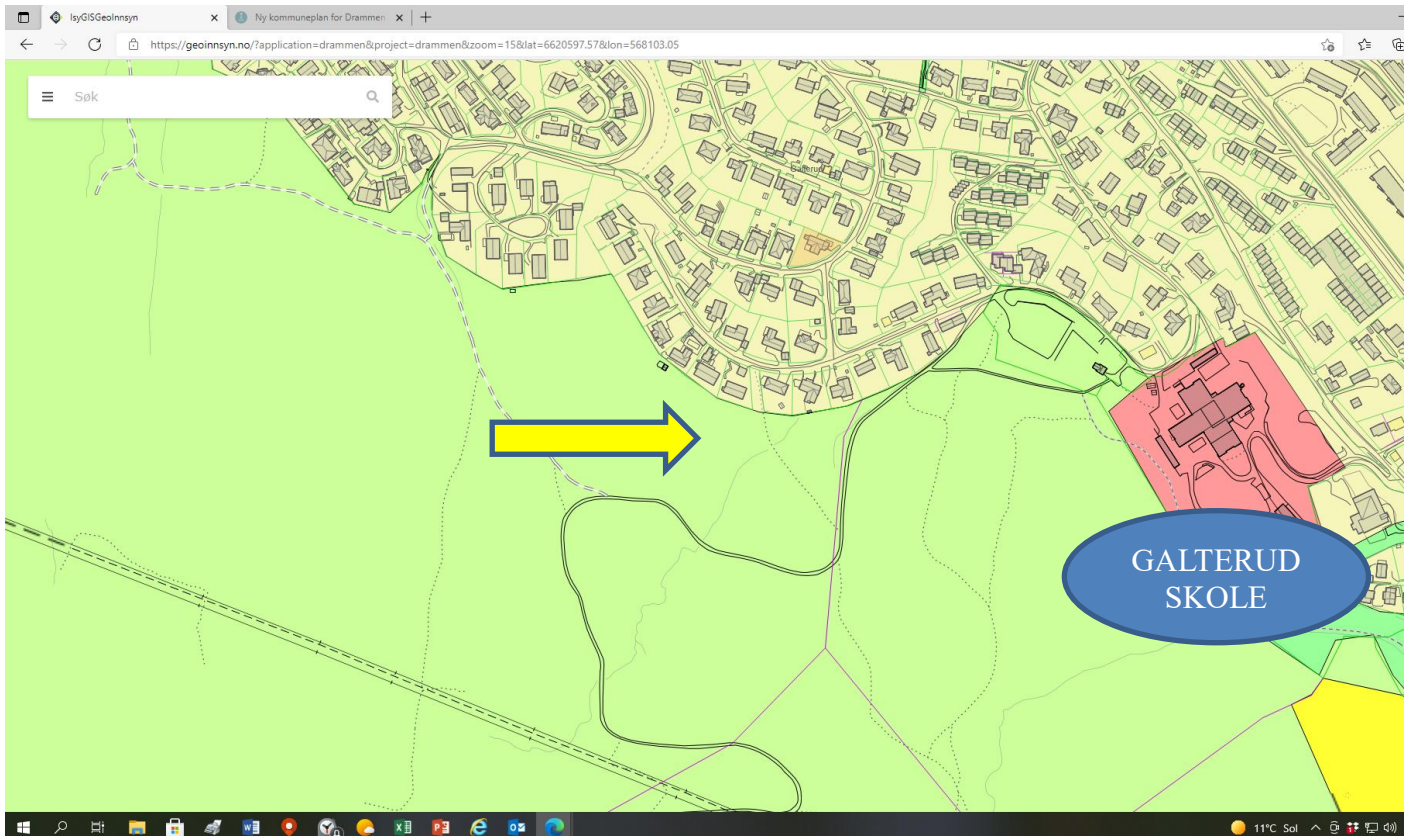 IsyGISGeoInnsyn
Ny kommuneplan for Drammen
https://geoinnsyn.no/?application=drammen&project=drammen&zoom=15&lat=6620597.57&lon=568103.05
Søk
Galterud
GALTERUD
SKOLE
11°C Sol